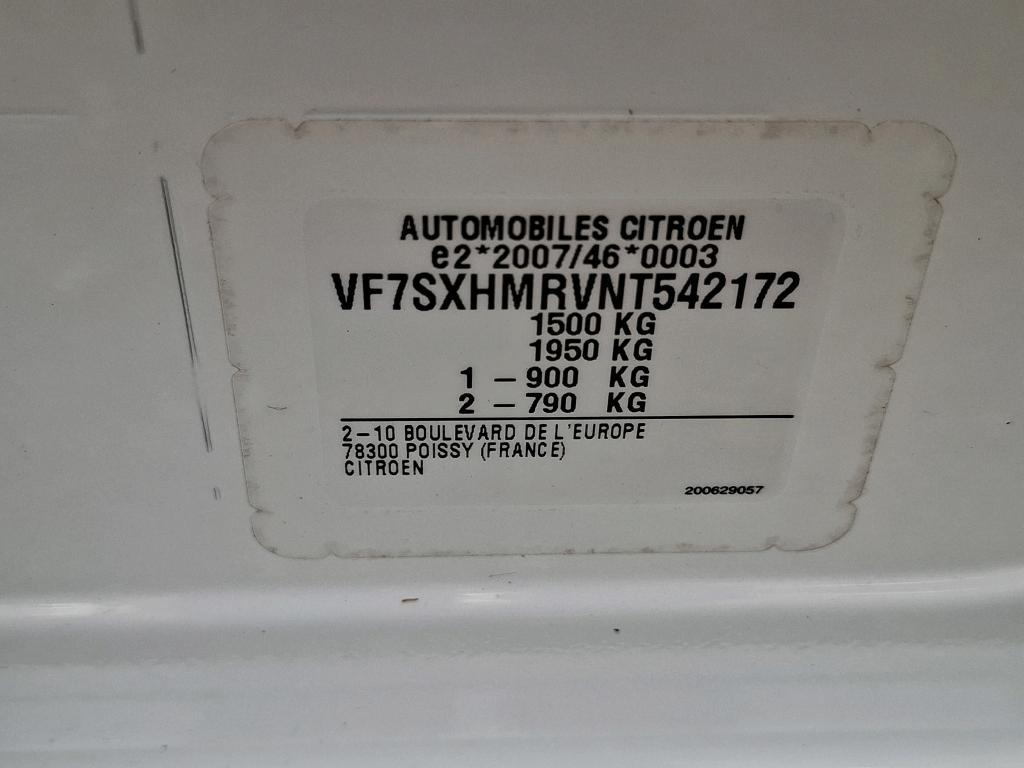 AUTOMOBILES CITROEN
e2*2007/46*0003
VF7SXHMRVNT542172
1500 KG
1950 KG
1 - 900 KG
2 - 790 KG
2-10 BOULEVARD DE L'EUROPE
78300 POISSY (FRANCE)
CITROEN
200629057